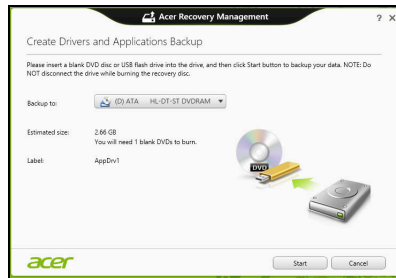 Acer Recovery Management
? ×
Create Drivers and Applications Backup
Please insert a blank DVD disc or USB flash drive into the drive, and then click Start button to backup your data. NOTE: Do
NOT disconnect the drive while burning the recovery disc.
Backup to: (D) ATA HL-DT-ST DVDRAM
Estimated size: 2.66 GB
You will need 1 blank DVDs to burn.
Label: AppDrv1
DVD
acer
Start Cancel